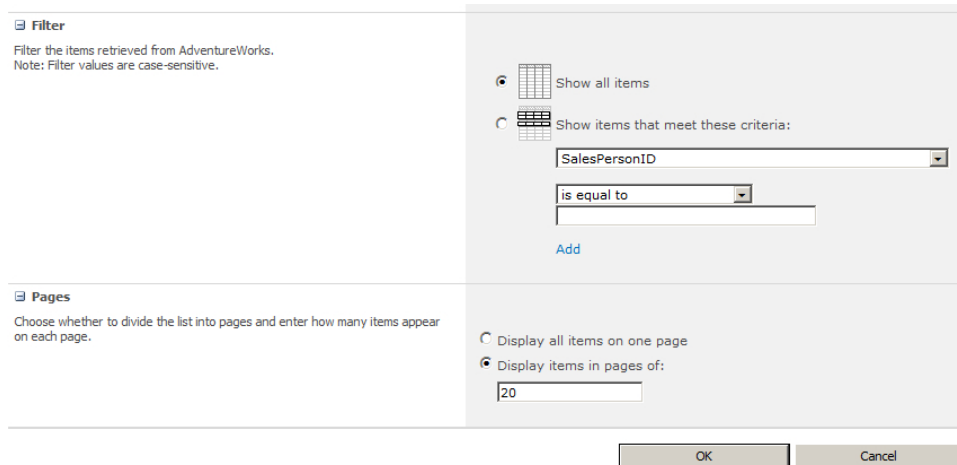 Filter
Filter the items retrieved from AdventureWorks.
Note: Filter values are case-sensitive.
Show all items
Show items that meet these criteria:
SalesPersonID
is equal to
Add
Pages
Choose whether to divide the list into pages and enter how many items appear
on each page.
Display all items on one page
Display items in pages of:
20
OK
Cancel